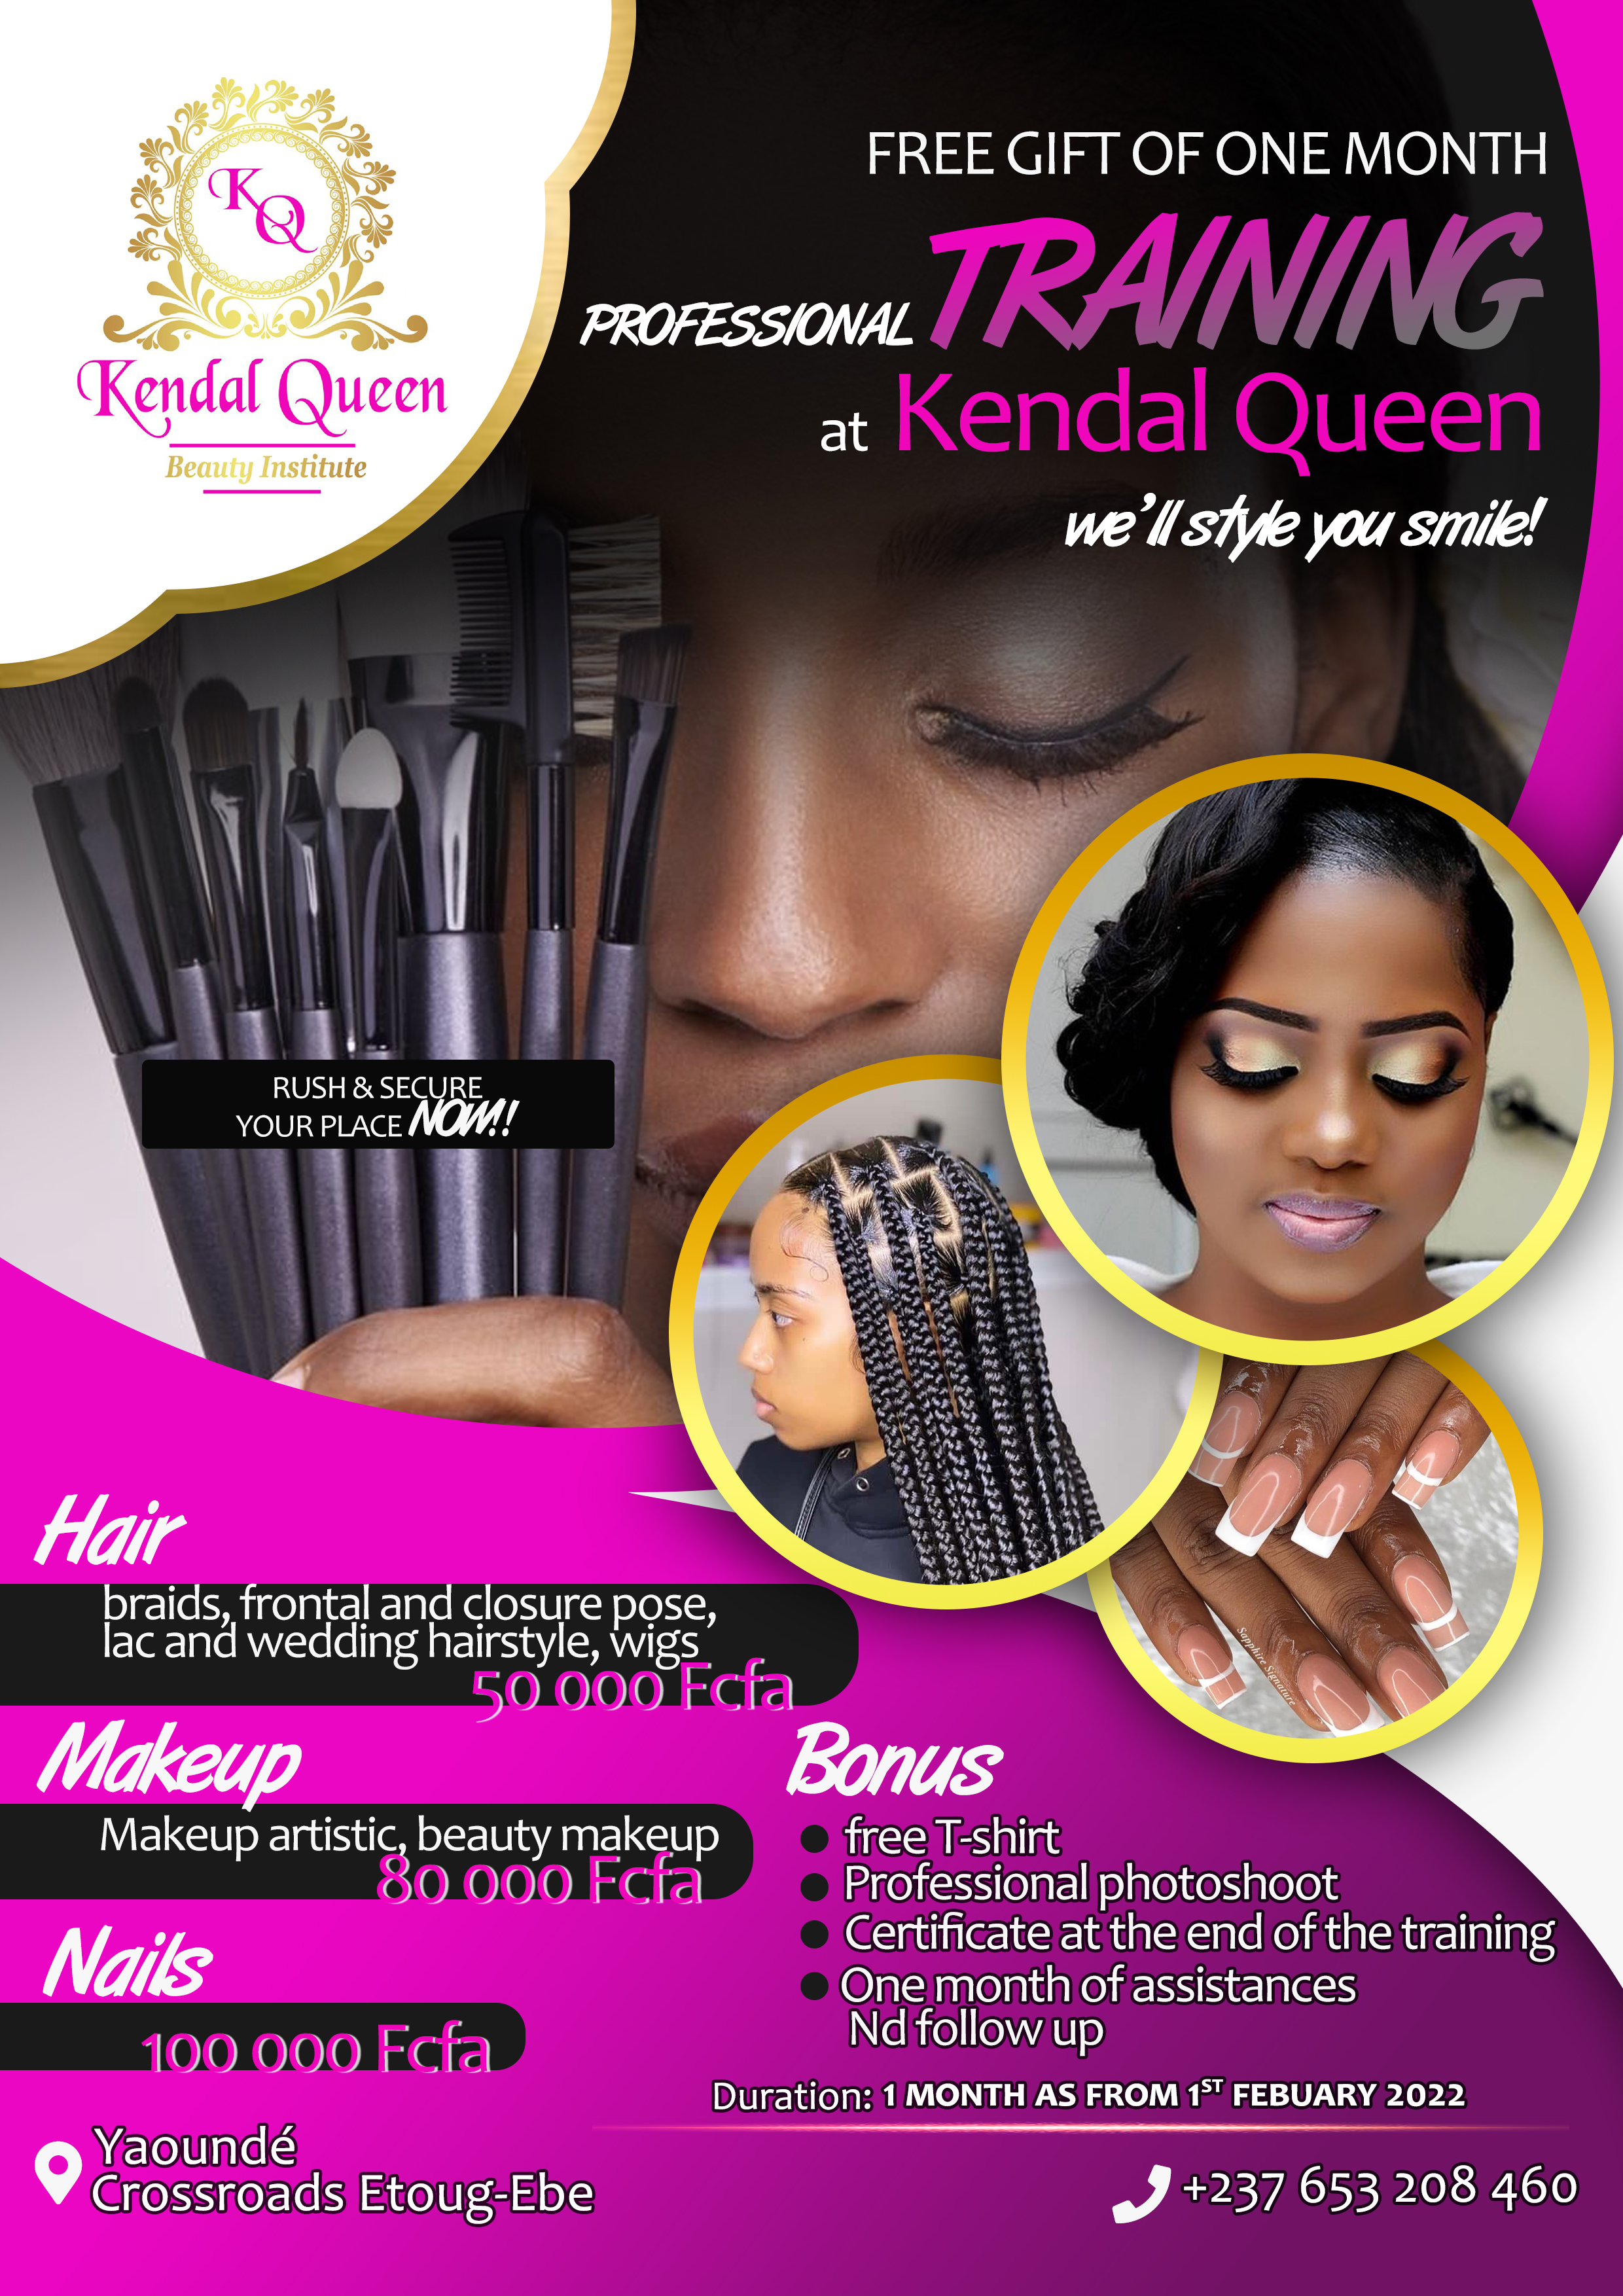 KQ
Kendal Queen
Beauty Institute
FREE GIFT OF ONE MONTH
PROFESSIONAL TRAINING
at Kendal Queen
we'll style you smile!
RUSH & SECURE
YOUR PLACE NOW!!
Sapphire Signature
Hair
braids, frontal and closure pose,
lac and wedding hairstyle, wigs
50 000 Fcfa
Makeup
Makeup artistic, beauty makeup
80 000 Fcfa
Nails
100 000 Fcfa
Bonus
free T-shirt
Professional photoshoot
Certificate at the end of the training
One month of assistances
Nd follow up
Duration: 1 MONTH AS FROM 1ST FEBUARY 2022
Yaoundé
Crossroads Etoug-Ebe
+237 653 208 460